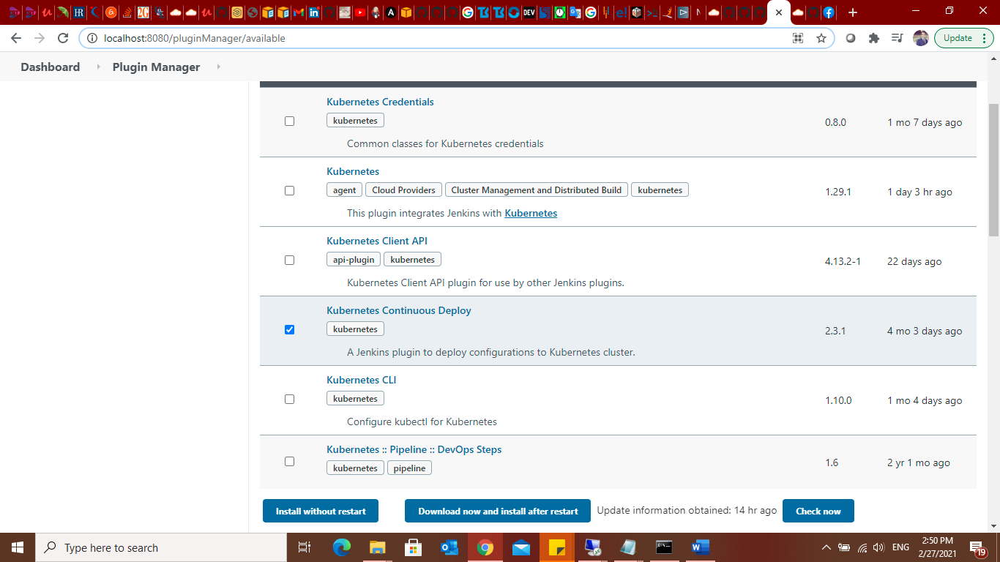 HR
2G
in
A
DEV
N
localhost:8080/pluginManager/available
Update
Dashboard
Plugin Manager
Kubernetes Credentials
kubernetes
0.8.0
1 mo 7 days ago
Common classes for Kubernetes credentials
Kubernetes
agent Cloud Providers Cluster Management and Distributed Build kubernetes
1.29.1
1 day 3 hr ago
This plugin integrates Jenkins with Kubernetes
Kubernetes Client API
api-plugin kubernetes
4.13.2-1
22 days ago
Kubernetes Client API plugin for use by other Jenkins plugins.
Kubernetes Continuous Deploy
kubernetes
2.3.1
4 mo 3 days ago
A Jenkins plugin to deploy configurations to Kubernetes cluster.
Kubernetes CLI
kubernetes
1.10.0
1 mo 4 days ago
Configure kubectl for Kubernetes
Kubernetes :: Pipeline :: DevOps Steps
kubernetes pipeline
1.6
2 yr 1 mo ago
Install without restart
Download now and install after restart
Update information obtained: 14 hr ago
Check now
Type here to search
ENG
2:50 PM
2/27/2021
19